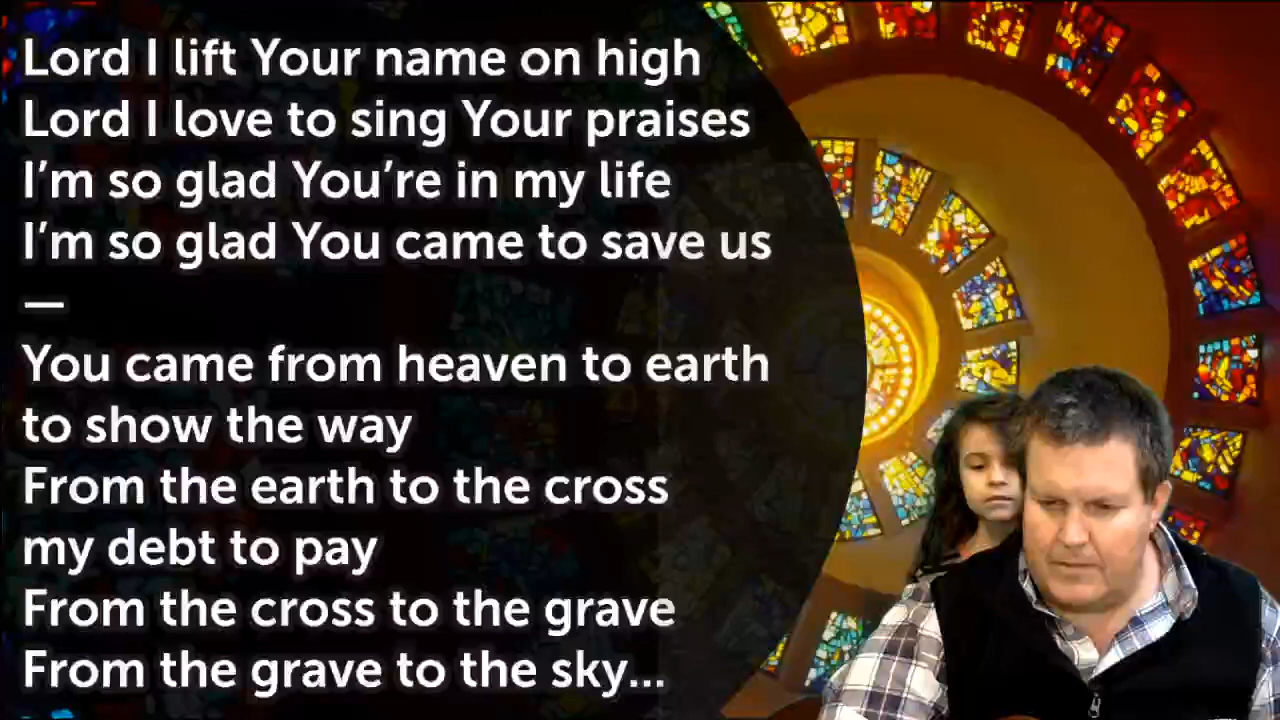 Lord I lift Your name on high
Lord I love to sing Your praises
I’m so glad You’re in my life
I’m so glad You came to save us
—
You came from heaven to earth
to show the way
From the earth to the cross
my debt to pay
From the cross to the grave
From the grave to the sky...